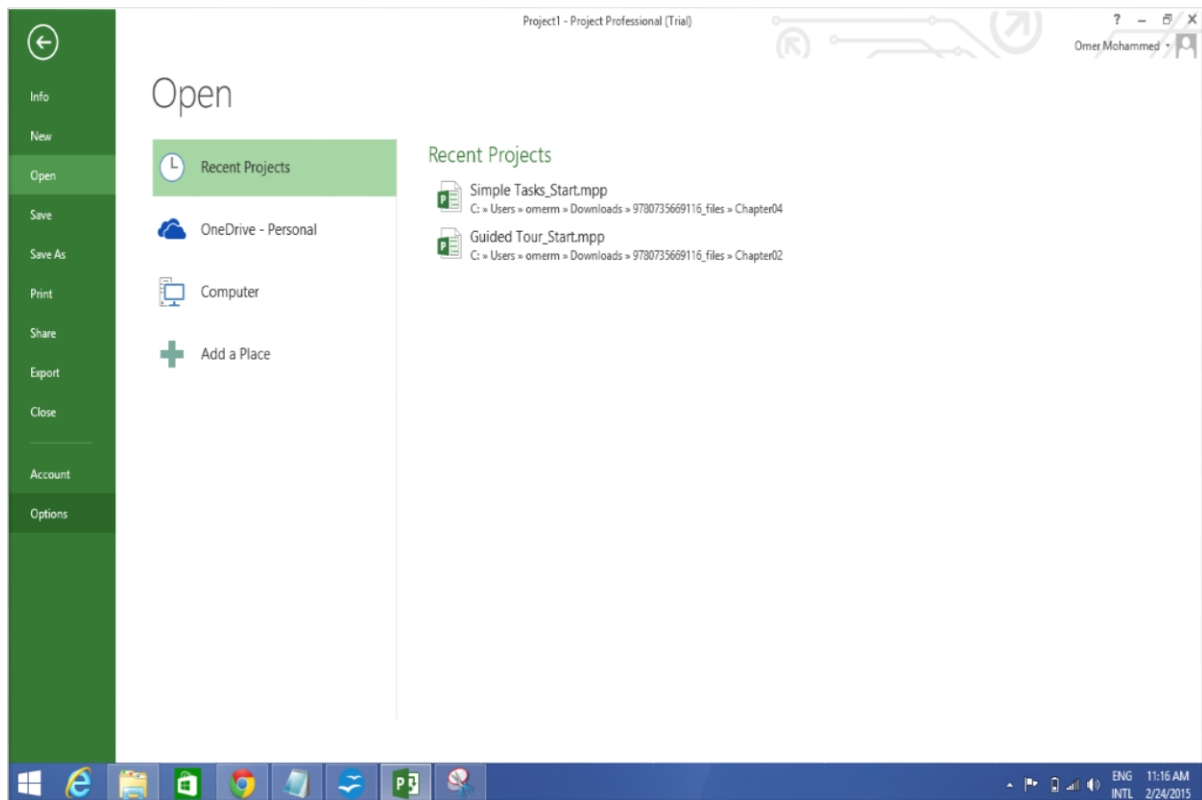 Project1 - Project Professional (Trial)
?
Omer Mohammed
Info
New
Open
Save
Save As
Print
Share
Export
Close
Account
Options
Open
Recent Projects
OneDrive - Personal
Computer
Add a Place
Recent Projects
Simple Tasks_Start.mpp
C: » Users » omerm » Downloads » 9780735669116_files » Chapter04
Guided Tour_Start.mpp
C: » Users » omerm » Downloads » 9780735669116_files » Chapter02
P
ENG 11:16 AM
INTL 2/24/2015